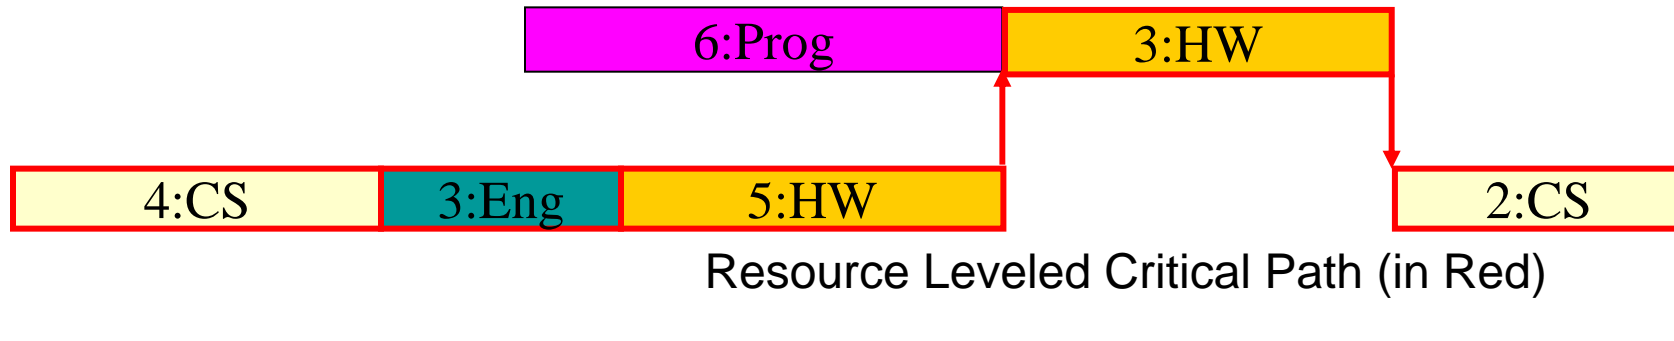 6:Prog 3:HW
4:CS 3:Eng 5:HW 2:CS
Resource Leveled Critical Path (in Red)